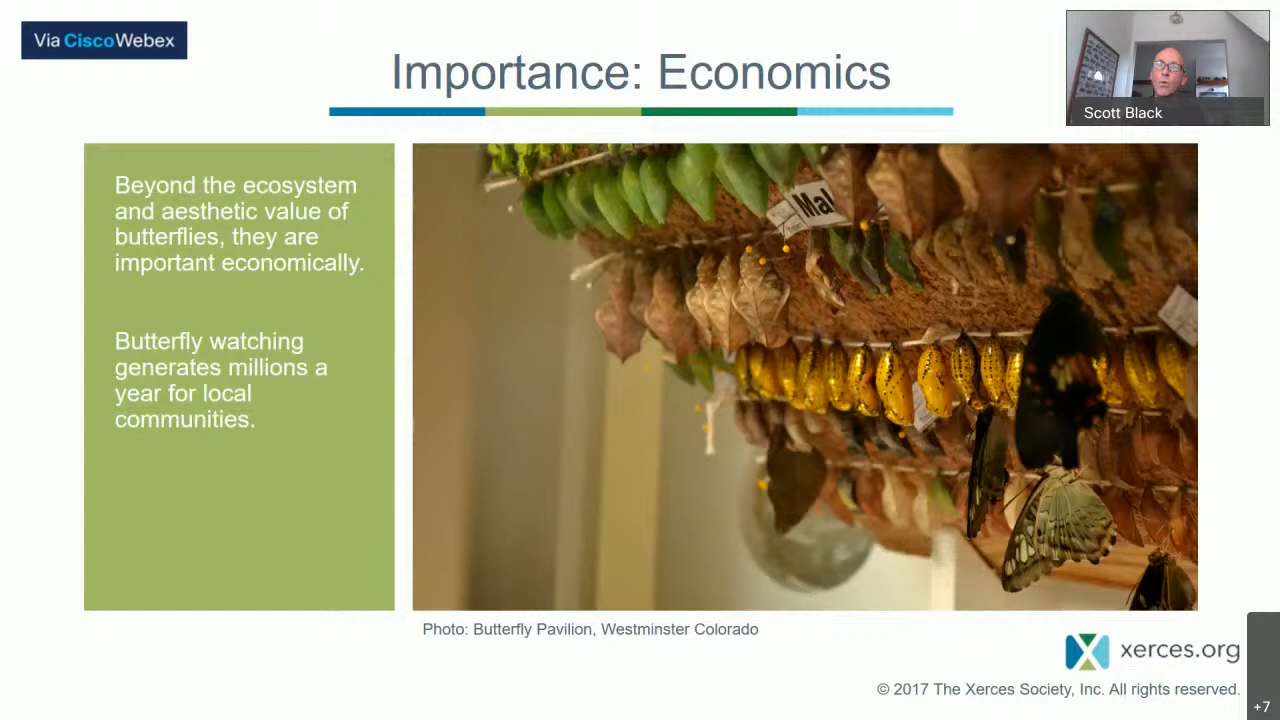 Via CiscoWebex
Importance: Economics
Scott Black
Beyond the ecosystem
and aesthetic value of
butterflies, they are
important economically.
Butterfly watching
generates millions a
year for local
communities.
Mal
Photo: Butterfly Pavilion, Westminster Colorado
xerces.org
© 2017 The Xerces Society, Inc. All rights reserved.
+7